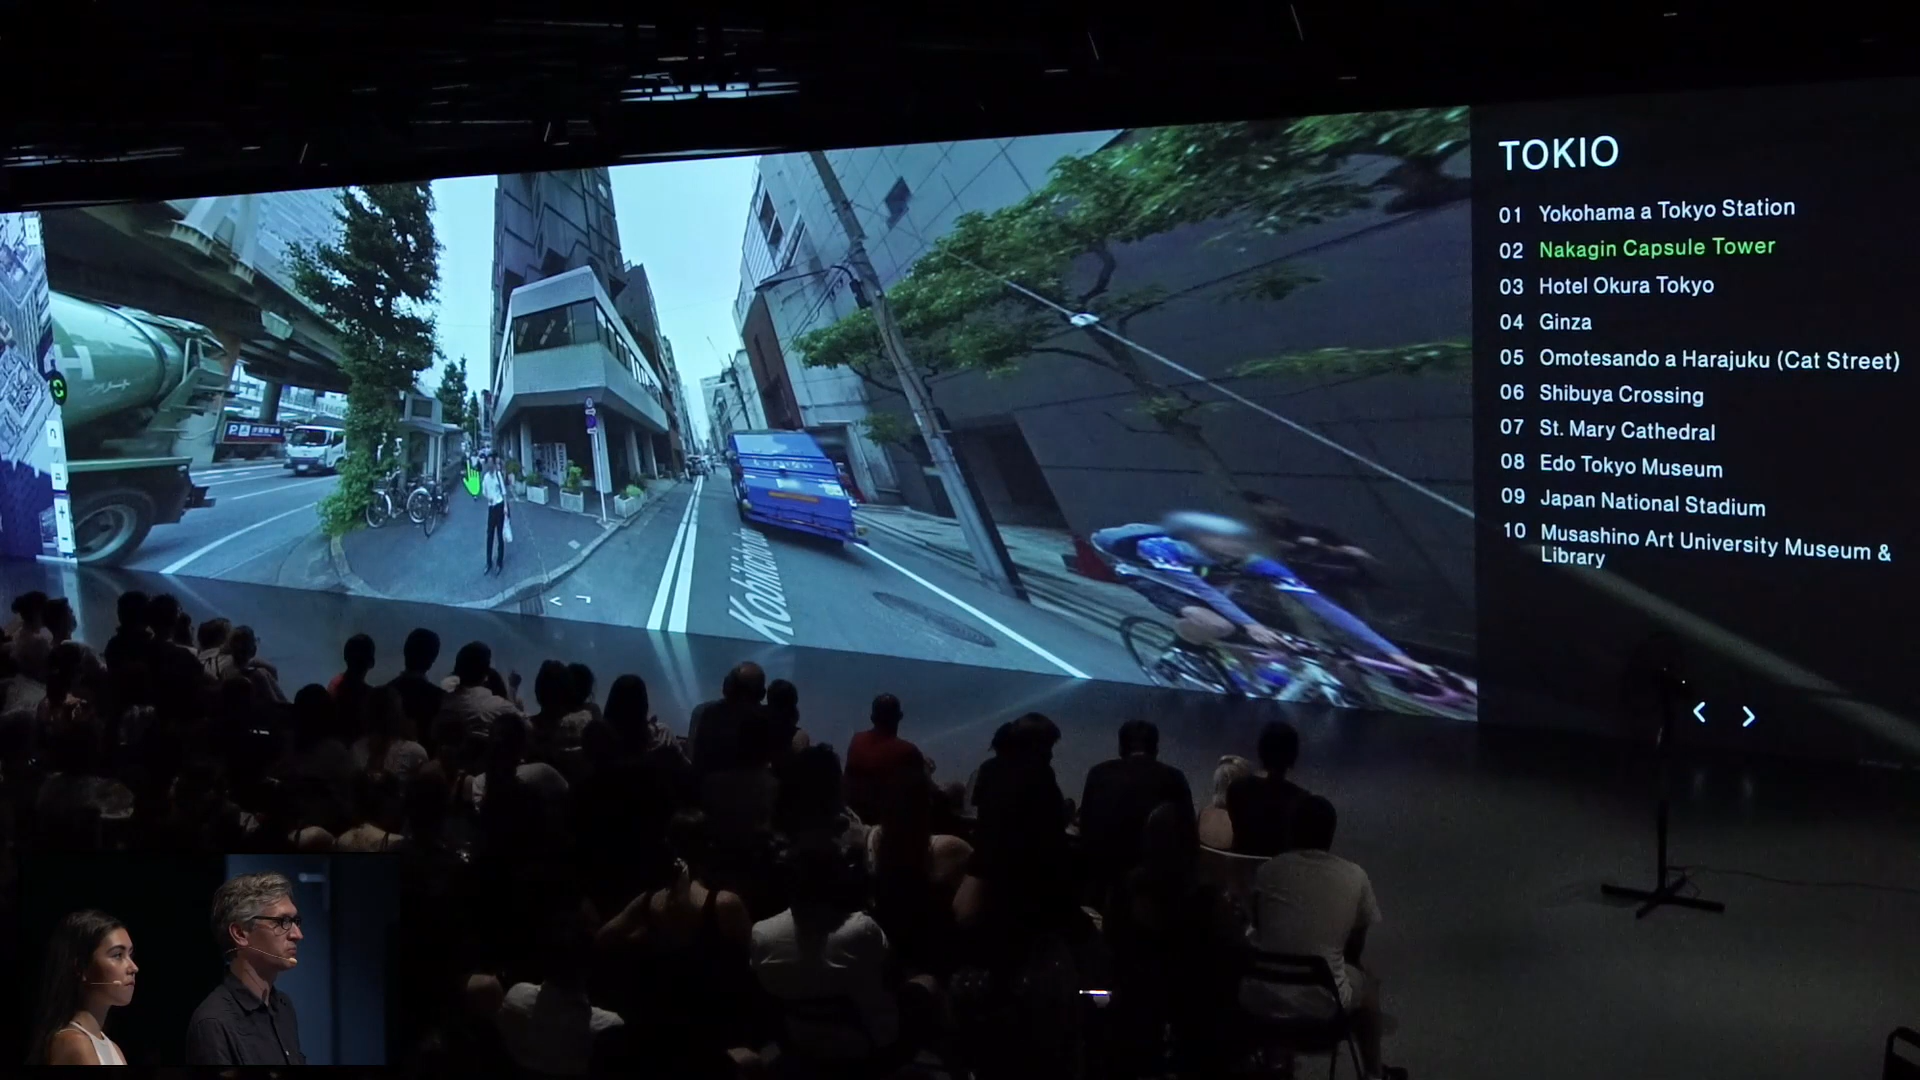 TOKIO
01 Yokohama a Tokyo Station
02 Nakagin Capsule Tower
03 Hotel Okura Tokyo
04 Ginza
05 Omotesando a Harajuku (Cat Street)
06 Shibuya Crossing
07 St. Mary Cathedral
08 Edo Tokyo Museum
09 Japan National Stadium
10 Musashino Art University Museum &
Library
H